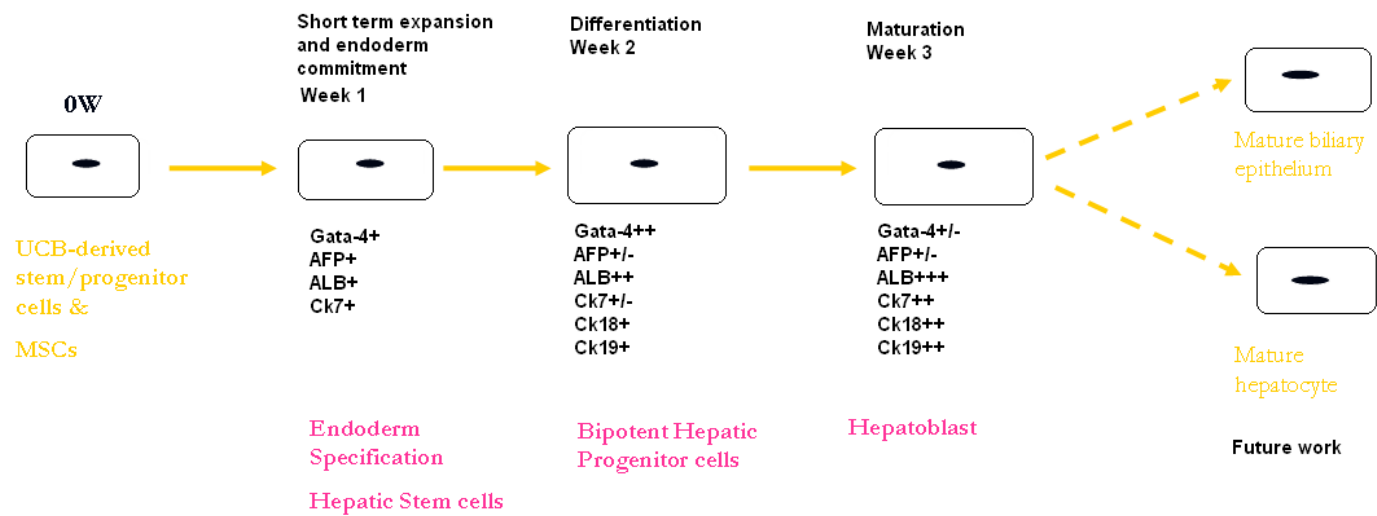 0W
UCB-derived
stem/progenitor
cells &
MSCs
Short term expansion
and endoderm
commitment
Week 1
Gata-4+
AFP+
ALB+
Ck7+
Endoderm
Specification
Hepatic Stem cells
Differentiation
Week 2
Gata-4++
AFP+/-
ALB++
Ck7+/-
Ck18+
Ck19+
Bipotent Hepatic
Progenitor cells
Maturation
Week 3
Gata-4+/-
AFP+/-
ALB+++
Ck7++
Ck18++
Ck19++
Hepatoblast
Mature biliary
epithelium
Mature
hepatocyte
Future work